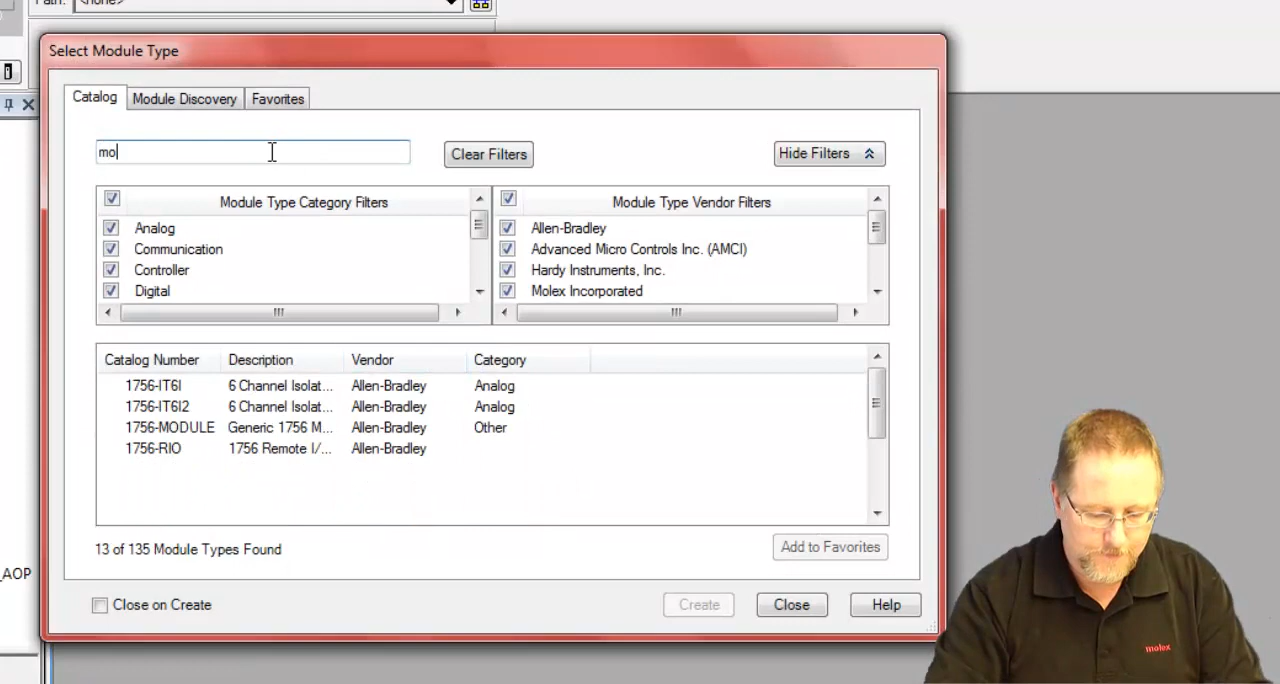 Path: <none>
Select Module Type
Catalog
Module Discovery
Favorites
mo
Clear Filters
Hide Filters
Module Type Category Filters
Analog
Communication
Controller
Digital
Module Type Vendor Filters
Allen-Bradley
Advanced Micro Controls Inc. (AMCI)
Hardy Instruments, Inc.
Molex Incorporated
Catalog Number Description Vendor Category
1756-IT6I 6 Channel Isolat... Allen-Bradley Analog
1756-IT6I2 6 Channel Isolat... Allen-Bradley Analog
1756-MODULE Generic 1756 M... Allen-Bradley Other
1756-RIO 1756 Remote I/... Allen-Bradley
13 of 135 Module Types Found
Add to Favorites
_AOP
Close on Create
Create
Close
Help
molex